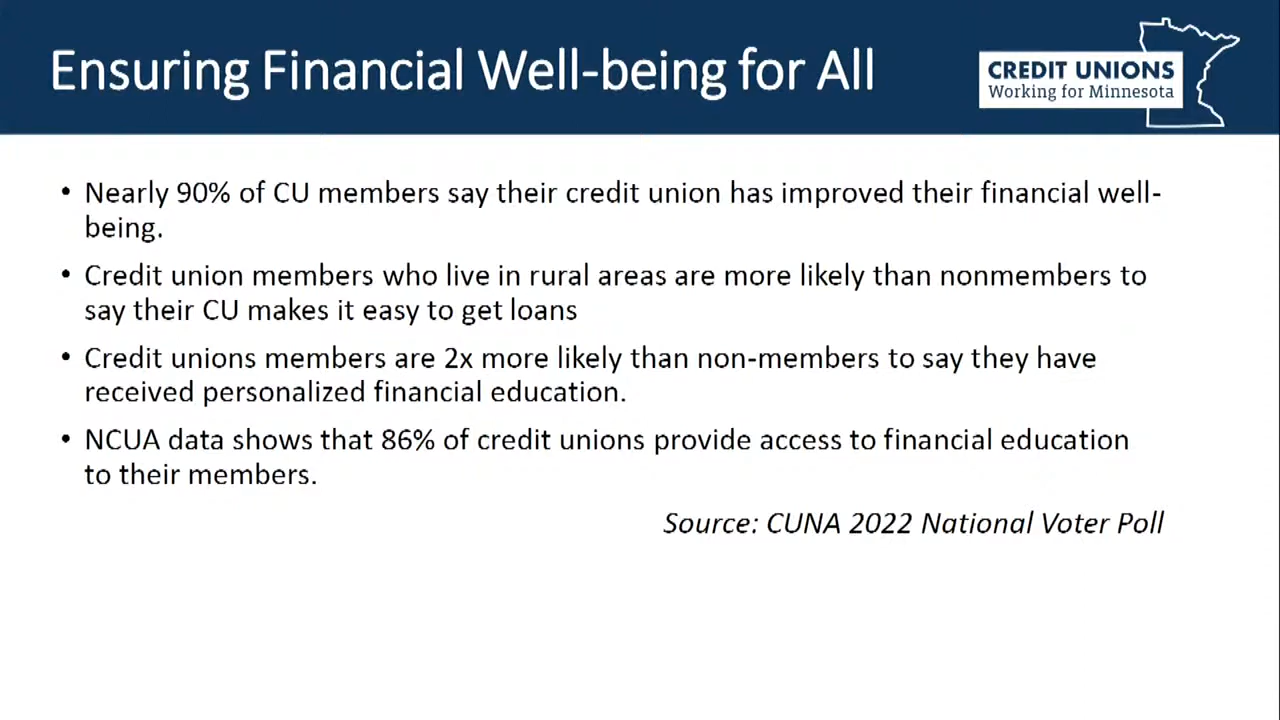 Ensuring Financial Well-being for All
CREDIT UNIONS
Working for Minnesota
• Nearly 90% of CU members say their credit union has improved their financial well-
being.
• Credit union members who live in rural areas are more likely than nonmembers to
say their CU makes it easy to get loans
• Credit unions members are 2x more likely than non-members to say they have
received personalized financial education.
• NCUA data shows that 86% of credit unions provide access to financial education
to their members.
Source: CUNA 2022 National Voter Poll